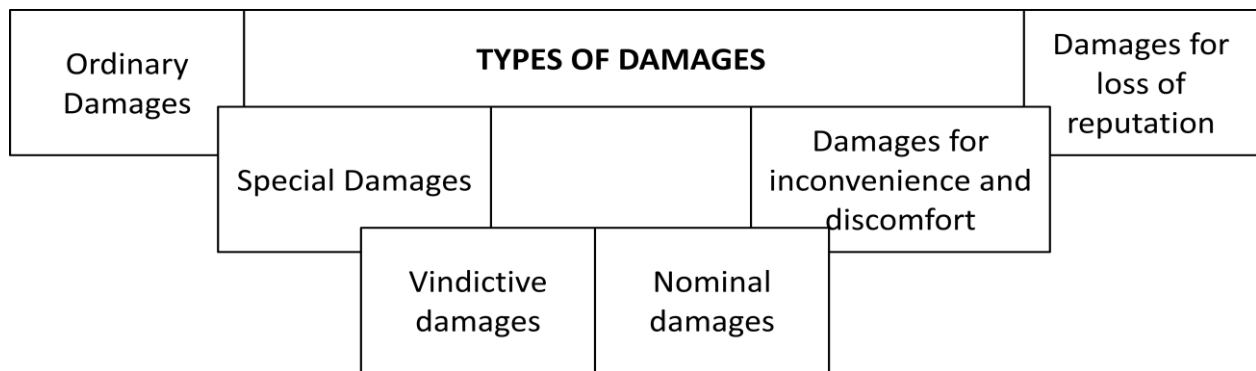 Ordinary
Damages
TYPES OF DAMAGES
Damages for
loss of
reputation
Special Damages
Damages for
inconvenience and
discomfort
Vindictive
damages
Nominal
damages